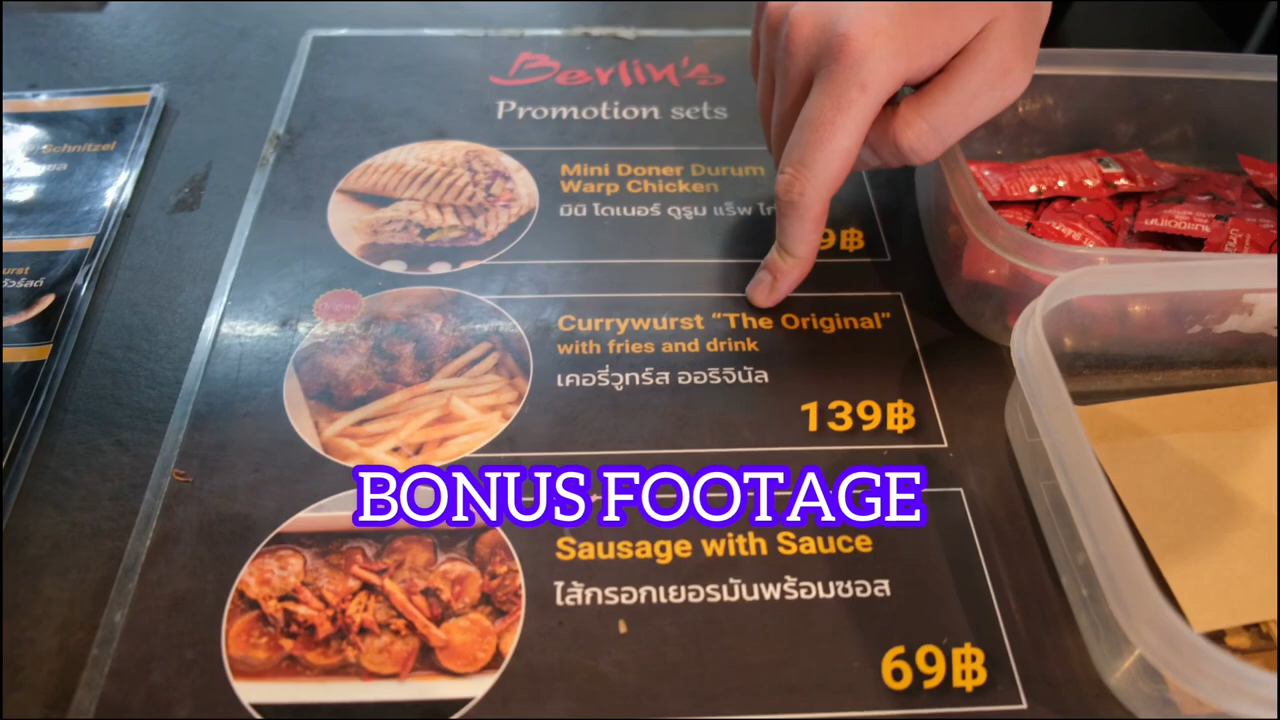 Berlin's
Promotion sets
Schnitzel
Mini Doner Durum
Warp Chicken
มินิ โดเนอร์ ดูรูม แร็พ
9฿
Currywurst “The Original”
with fries and drink
เคอรี่วูทร์ส ออริจินัล
139฿
BONUS FOOTAGE
Sausage with Sauce
ไส้กรอกเยอรมันพร้อมซอส
69฿